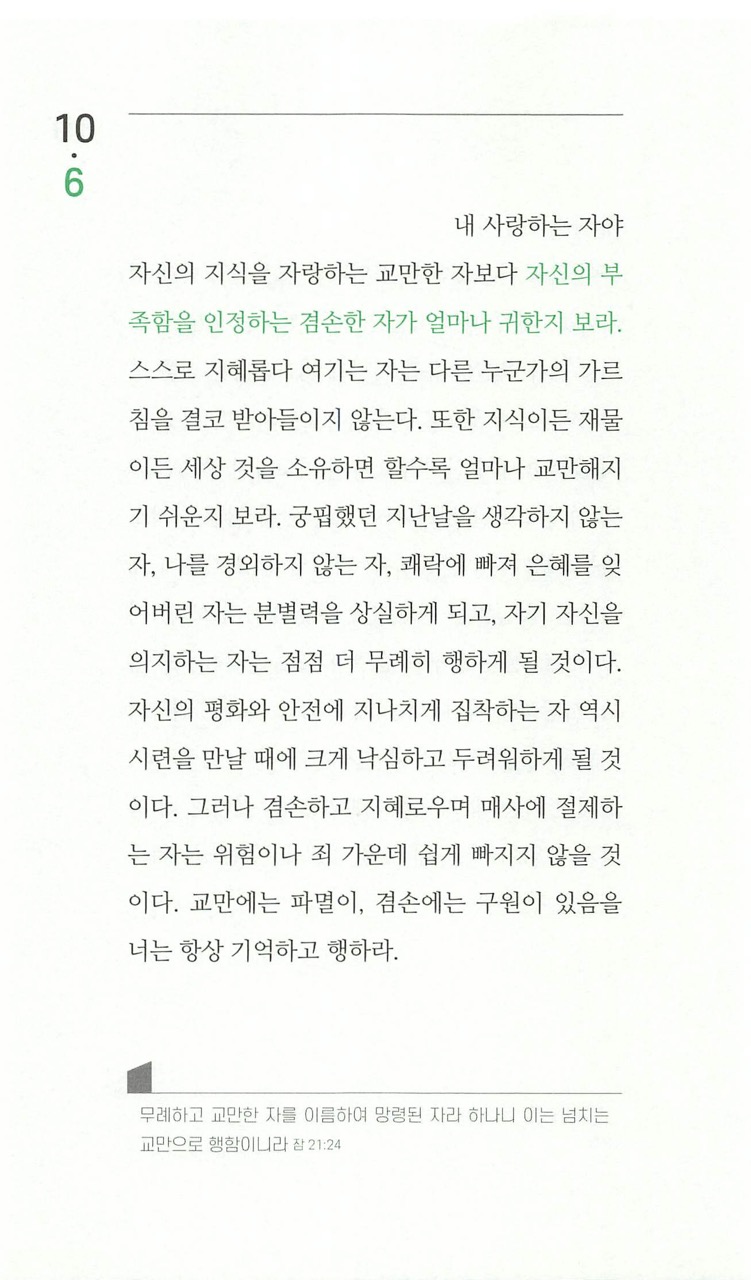 10
·
6
내 사랑하는 자야
자신의 지식을 자랑하는 교만한 자보다 자신의 부
족함을 인정하는 겸손한 자가 얼마나 귀한지 보라.
스스로 지혜롭다 여기는 자는 다른 누군가의 가르
침을 결코 받아들이지 않는다. 또한 지식이든 재물
이든 세상 것을 소유하면 할수록 얼마나 교만해지
기 쉬운지 보라. 궁핍했던 지난날을 생각하지 않는
자, 나를 경외하지 않는 자, 쾌락에 빠져 은혜를 잊
어버린 자는 분별력을 상실하게 되고, 자기 자신을
의지하는 자는 점점 더 무례히 행하게 될 것이다.
자신의 평화와 안전에 지나치게 집착하는 자 역시
시련을 만날 때에 크게 낙심하고 두려워하게 될 것
이다. 그러나 겸손하고 지혜로우며 매사에 절제하
는 자는 위험이나 죄 가운데 쉽게 빠지지 않을 것
이다. 교만에는 파멸이, 겸손에는 구원이 있음을
너는 항상 기억하고 행하라.
무례하고 교만한 자를 이름하여 망령된 자라 하나니 이는 넘치는
교만으로 행함이니라 잠 21:24